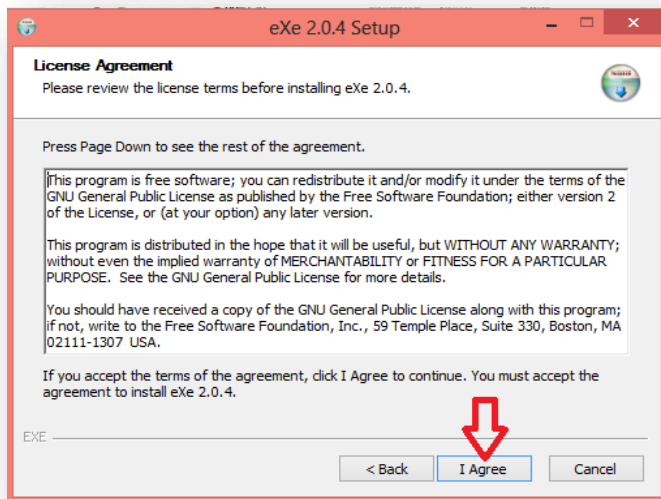 eXe 2.0.4 Setup
License Agreement
Please review the license terms before installing eXe 2.0.4.
Press Page Down to see the rest of the agreement.
This program is free software; you can redistribute it and/or modify it under the terms of the
GNU General Public License as published by the Free Software Foundation; either version 2
of the License, or (at your option) any later version.
This program is distributed in the hope that it will be useful, but WITHOUT ANY WARRANTY;
without even the implied warranty of MERCHANTABILITY or FITNESS FOR A PARTICULAR
PURPOSE.  See the GNU General Public License for more details.
You should have received a copy of the GNU General Public License along with this program;
if not, write to the Free Software Foundation, Inc., 59 Temple Place, Suite 330, Boston, MA
02111-1307  USA.
If you accept the terms of the agreement, click I Agree to continue. You must accept the
agreement to install eXe 2.0.4.
EXE
< Back I Agree Cancel